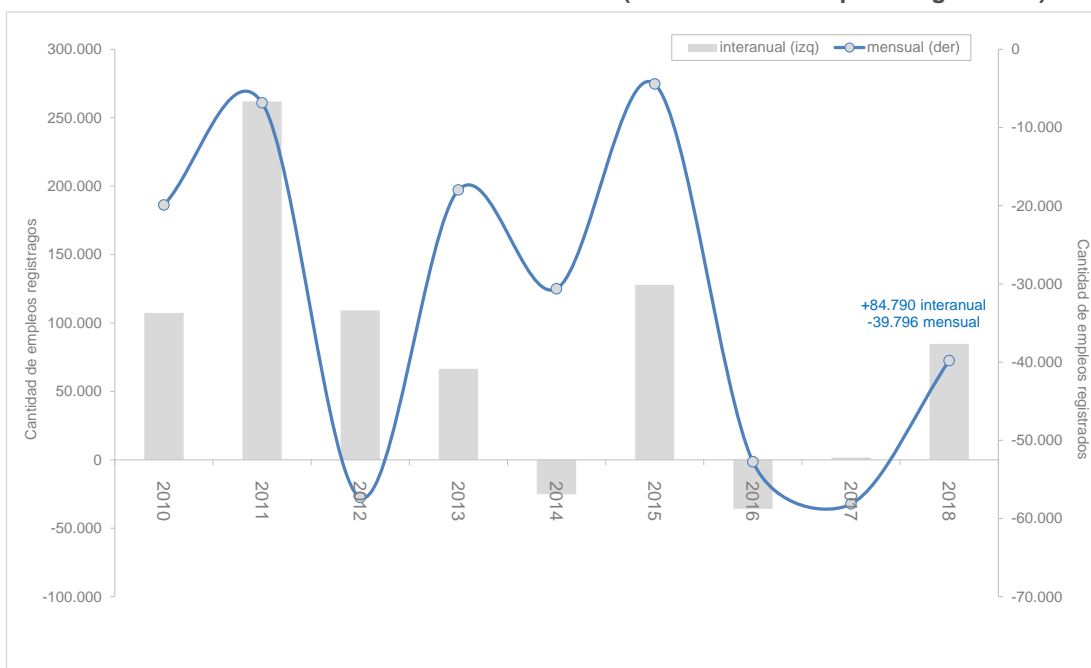 interanual (izq) mensual (der)
300.000
250.000
200.000
150.000
100.000
50.000
0
-50.000
-100.000
Cantidad de empleos registragos
+84.790 interanual
-39.796 mensual
2010 2011 2012 2013 2014 2015 2016 2017 2018
0
-10.000
-20.000
-30.000
-40.000
-50.000
-60.000
-70.000
Cantidad de empleos registrados